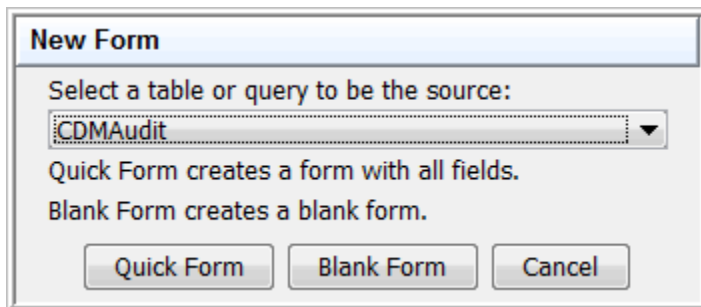 New Form
Select a table or query to be the source:
CDMAudit
Quick Form creates a form with all fields.
Blank Form creates a blank form.
Quick Form Blank Form Cancel